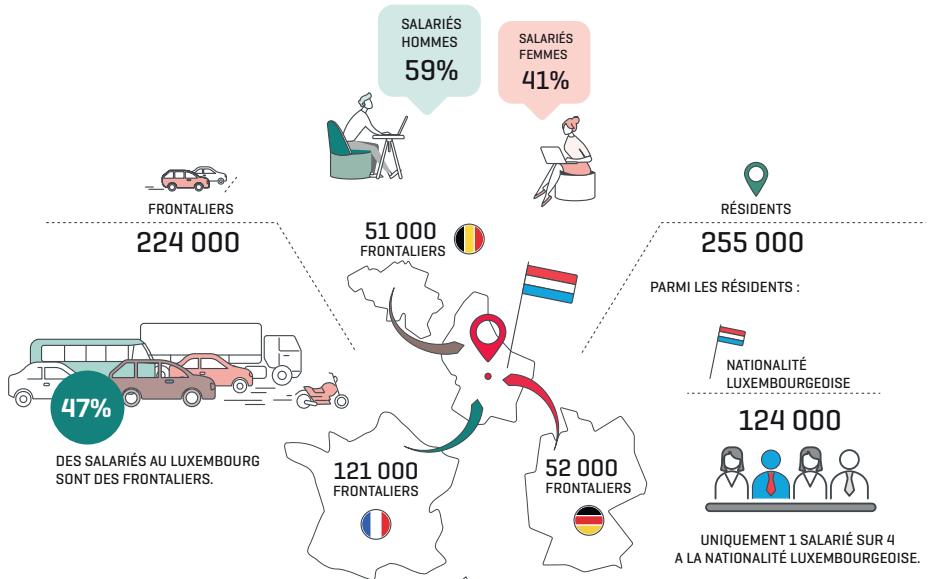 SALARIÉS
HOMMES
59%
SALARIÉS
FEMMES
41%
FRONTALIERS
224 000
51 000
FRONTALIERS
RÉSIDENTS
255 000
PARMI LES RÉSIDENTS :
NATIONALITÉ
LUXEMBOURGEOISE
124 000
47%
DES SALARIÉS AU LUXEMBOURG
SONT DES FRONTALIERS.
121 000
FRONTALIERS
52 000
FRONTALIERS
UNIQUEMENT 1 SALARIÉ SUR 4
A LA NATIONALITÉ LUXEMBOURGEOISE.